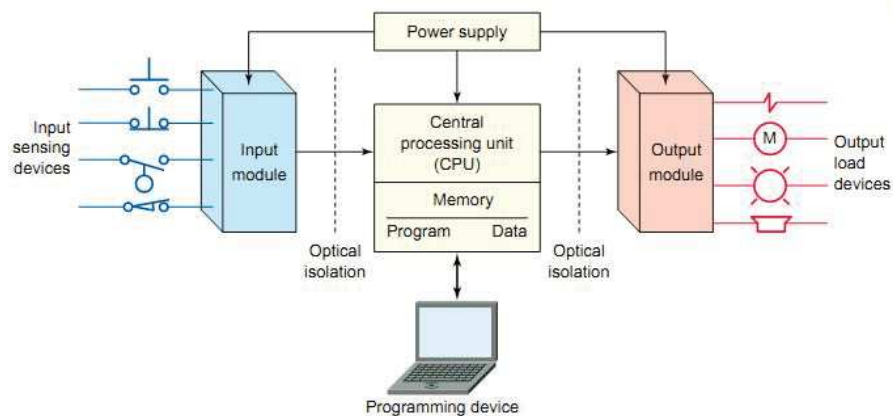 Power supply
Input
sensing
devices
Input
module
Central
processing unit
(CPU)
Memory
Program Data
Optical
isolation
Optical
isolation
Output
module
M
Output
load
devices
Programming device